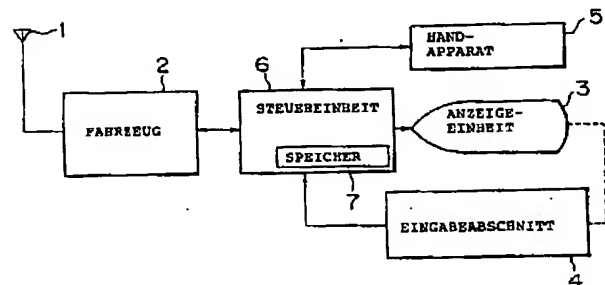 1
2
FAHRZEUG
6
STEUEREINHEIT
SPEICHER
7
HAND-
APPARAT
5
ANZEIGE-
EINHEIT
3
EINGABEABSCHNITT
4